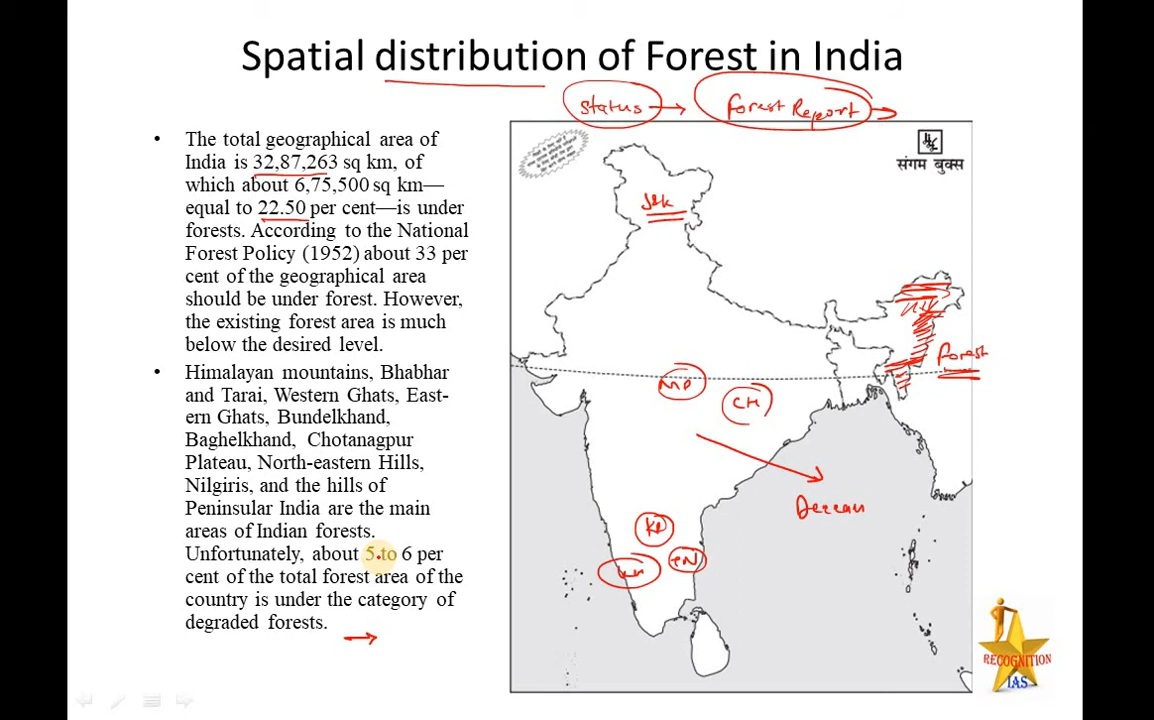 Spatial distribution of Forest in India
Status → Forest Report →
• The total geographical area of
India is 32,87,263 sq km, of
which about 6,75,500 sq km—
equal to 22.50 per cent—is under
forests. According to the National
Forest Policy (1952) about 33 per
cent of the geographical area
should be under forest. However,
the existing forest area is much
below the desired level.
• Himalayan mountains, Bhabhar
and Tarai, Western Ghats, East-
ern Ghats, Bundelkhand,
Baghelkhand, Chotanagpur
Plateau, North-eastern Hills,
Nilgiris, and the hills of
Peninsular India are the main
areas of Indian forests.
Unfortunately, about 5 to 6 per
cent of the total forest area of the
country is under the category of
degraded forests.
संगम बुक्स
J&K
Forest
MP
CH
Deccan
RECOGNITION
IAS